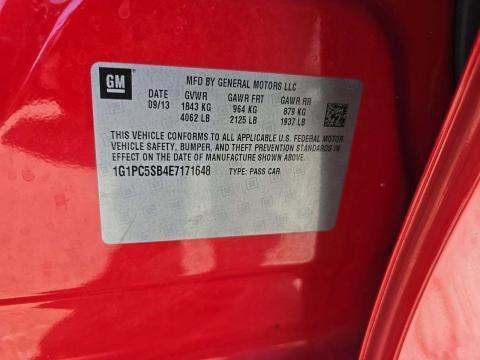 GM
MFD BY GENERAL MOTORS LLC
DATE GVWR GAWR FRT GAWR RR
09/13 1843 KG 964 KG 879 KG
4062 LB 2125 LB 1937 LB
THIS VEHICLE CONFORMS TO ALL APPLICABLE U.S. FEDERAL MOTOR
VEHICLE SAFETY, BUMPER, AND THEFT PREVENTION STANDARDS IN
EFFECT ON THE DATE OF MANUFACTURE SHOWN ABOVE.
1G1PC5SB4E7171648 TYPE: PASS CAR